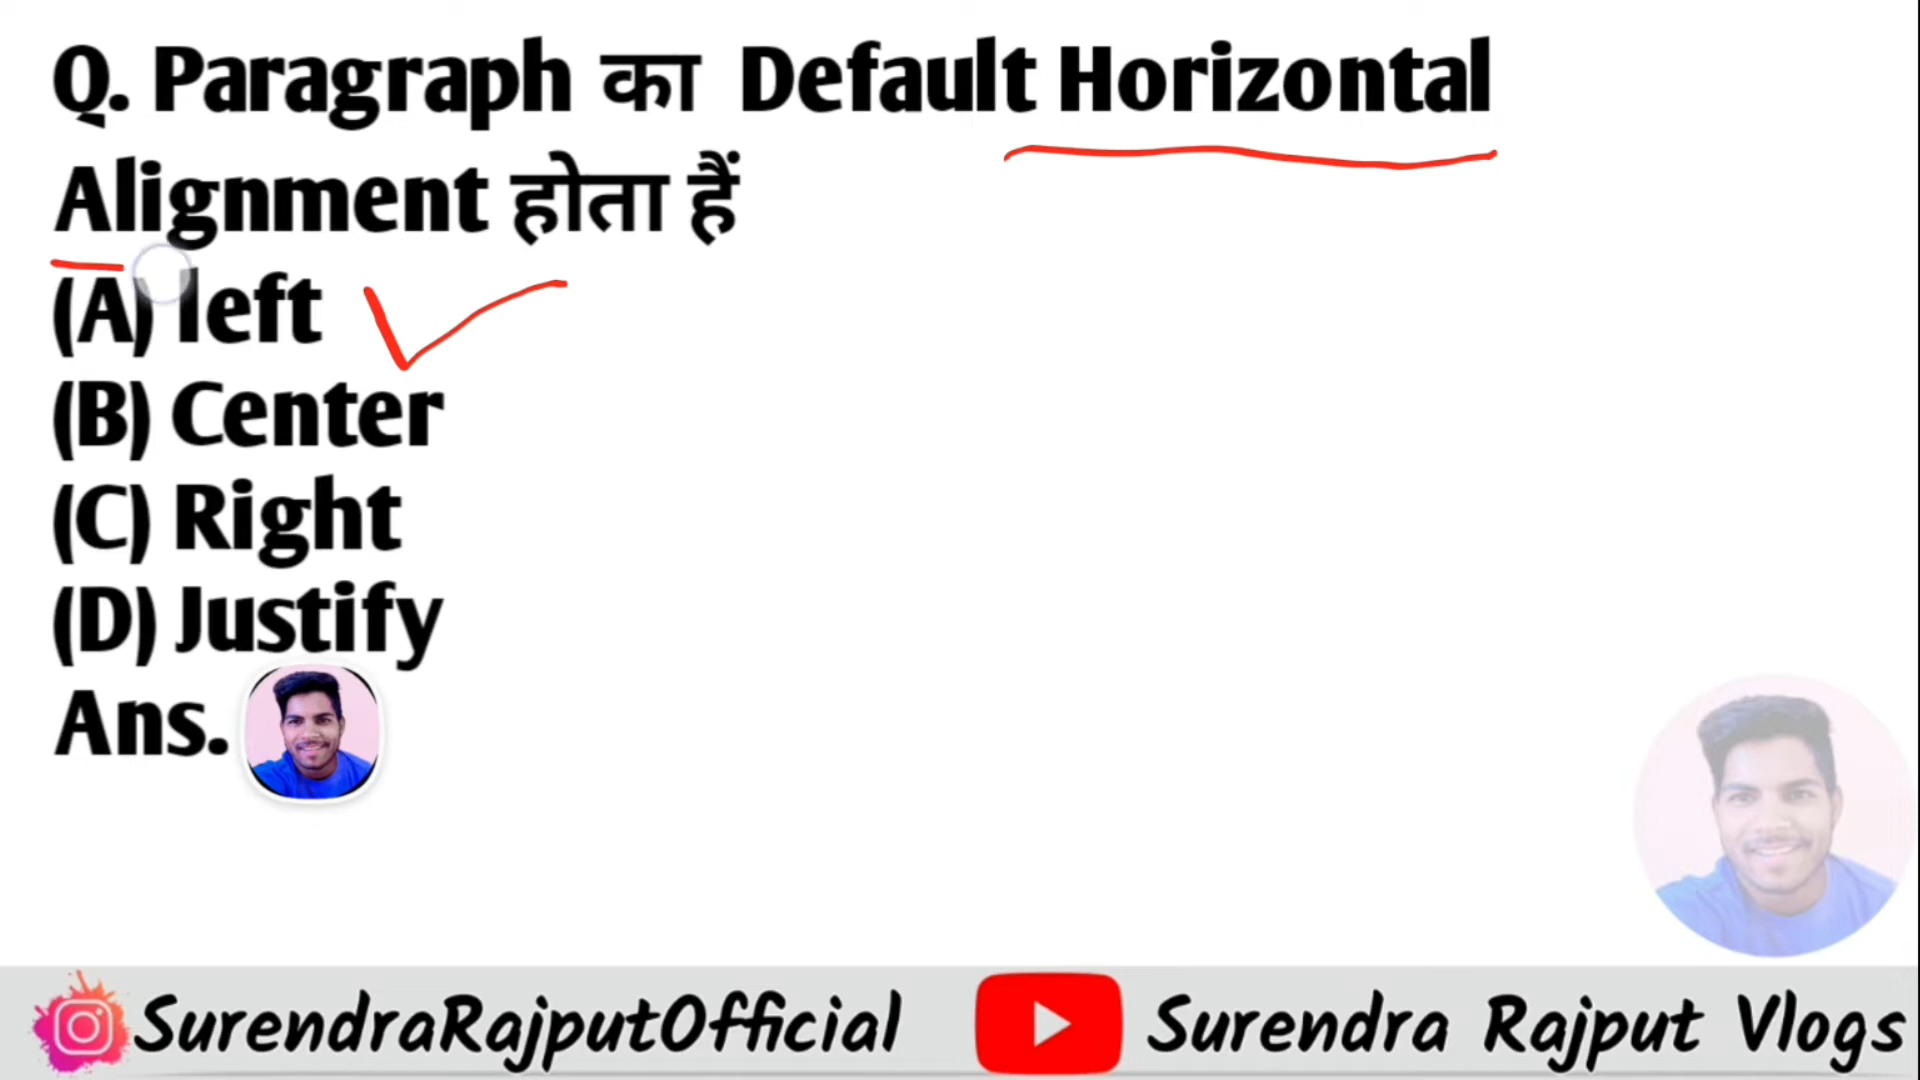 Q. Paragraph का Default Horizontal
Alignment होता हैं
(A) left
(B) Center
(C) Right
(D) Justify
Ans.
SurendraRajputOfficial
Surendra Rajput Vlogs